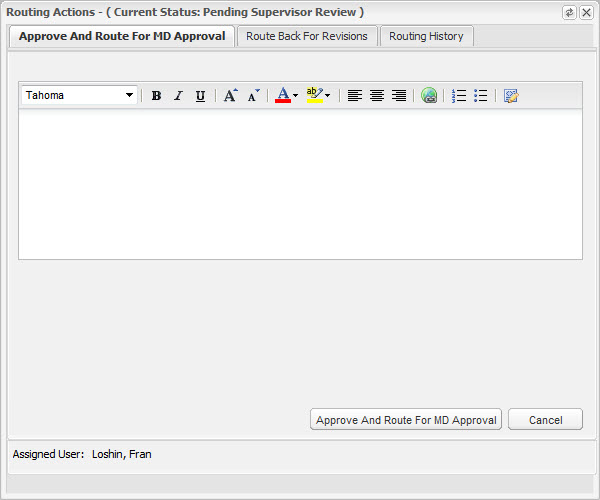 Routing Actions - ( Current Status: Pending Supervisor Review )
Approve And Route For MD Approval Route Back For Revisions Routing History
Tahoma B I U A A A ab
Approve And Route For MD Approval Cancel
Assigned User: Loshin, Fran